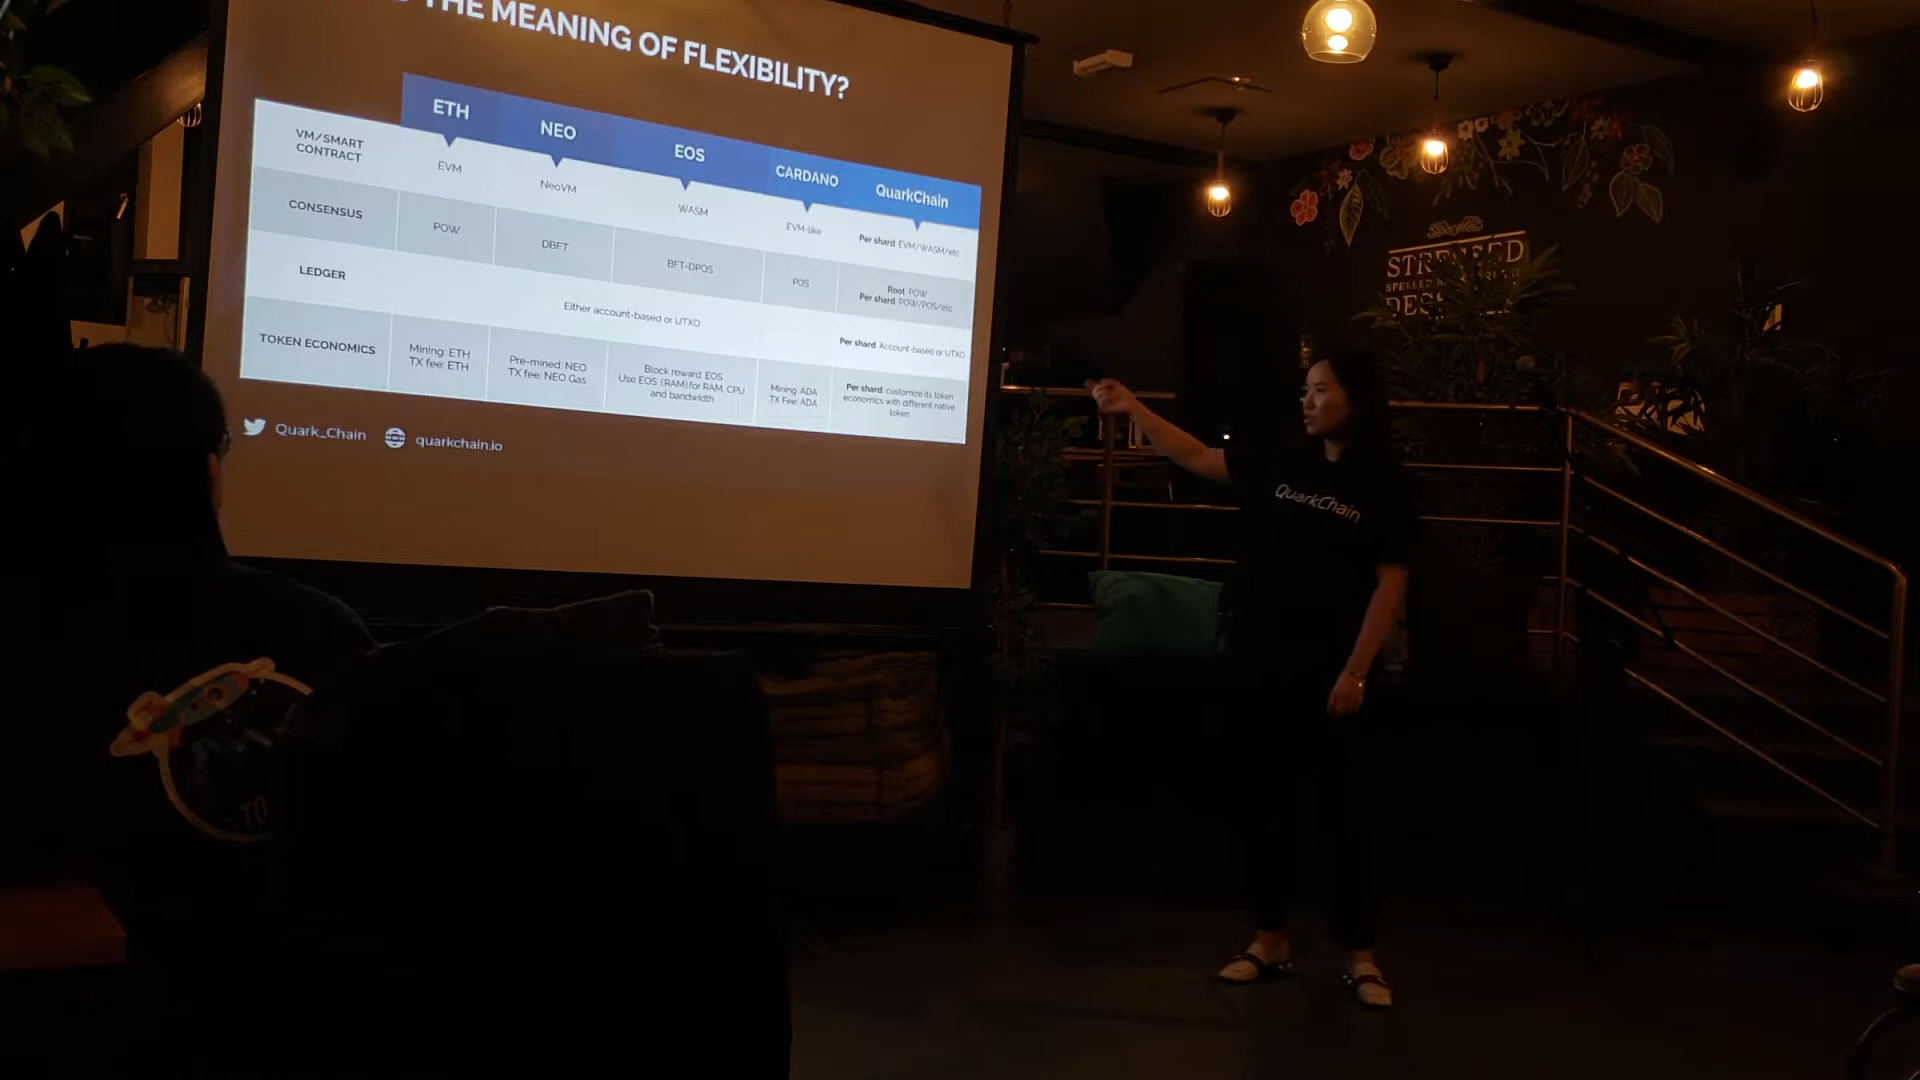 THE MEANING OF FLEXIBILITY?
ETH
NEO
EOS
CARDANO
QuarkChain
VM/SMART
CONTRACT
EVM
NeoVM
WASM
EVM-like
Per shard: EVM/WASM/etc
CONSENSUS
POW
DBFT
BFT-DPOS
POS
Root: POW
Per shard: POW/POS/etc
LEDGER
Either account-based or UTXO
Per shard: Account-based or UTXO
TOKEN ECONOMICS
Mining: ETH
TX fee: ETH
Pre-mined: NEO
TX fee: NEO Gas
Block reward: EOS
Use EOS (RAM) for RAM, CPU
and bandwidth
Mining: ADA
TX Fee: ADA
Per shard: customize its token
economics with different native
token
Quark_Chain
quarkchain.io
STRESSED
SPELLED
QuarkChain
TO